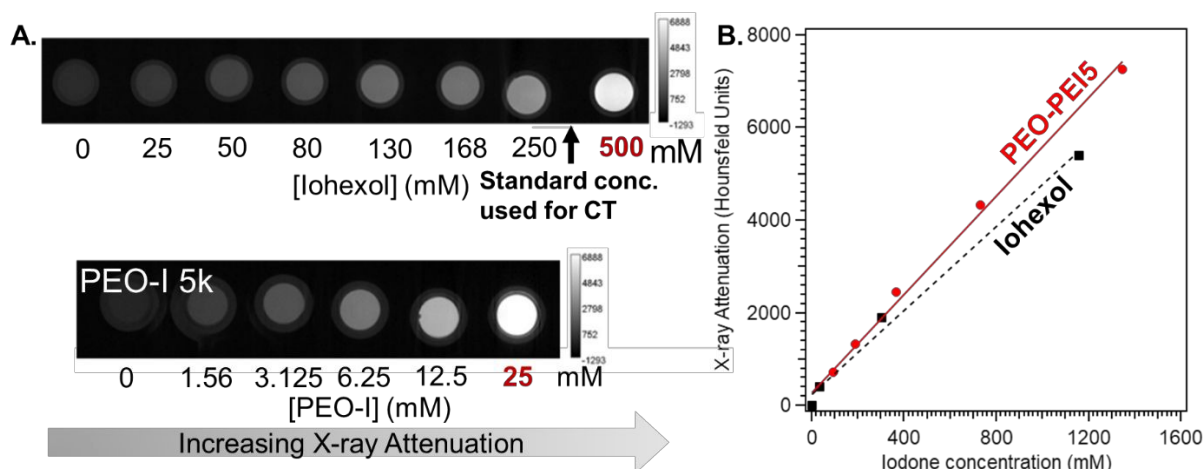 A.
6888
4843
2798
752
-1293
0 25 50 80 130 168 250 500 mM
[Iohexol] (mM)
Standard conc.
used for CT
PEO-I 5k
6888
4843
2798
752
-1293
0 1.56 3.125 6.25 12.5 25 mM
[PEO-I] (mM)
Increasing X-ray Attenuation
B.
X-ray Attenuation (Hounsfeld Units)
8000
6000
4000
2000
0
PEO-PEI5
Iohexol
0 400 800 1200 1600
Iodone concentration (mM)